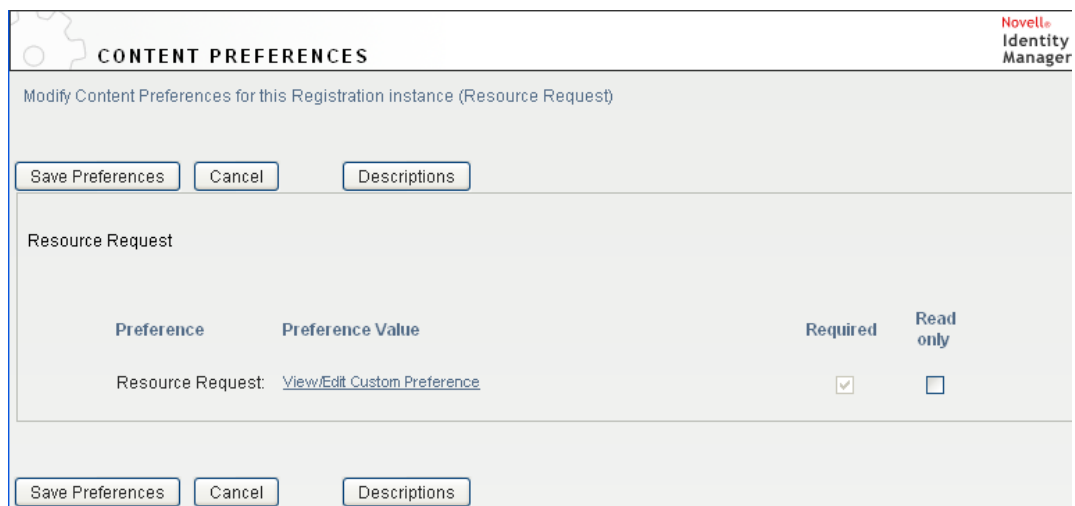 Novell®
Identity
Manager
CONTENT PREFERENCES
Modify Content Preferences for this Registration instance (Resource Request)
Save Preferences Cancel Descriptions
Resource Request
Preference Preference Value Required Read only
Resource Request: View/Edit Custom Preference
Save Preferences Cancel Descriptions